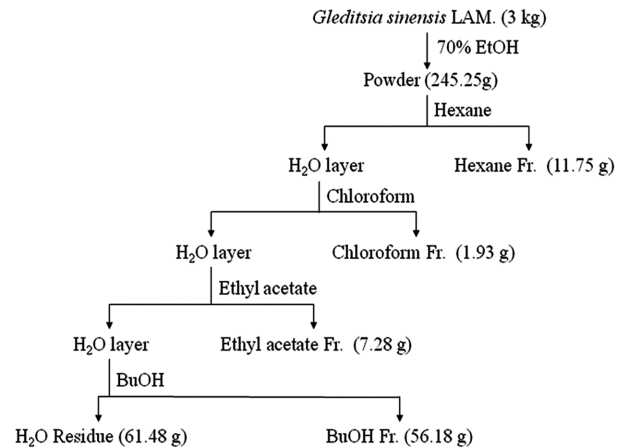 Gleditsia sinensis LAM. (3 kg)
70% EtOH
Powder (245.25g)
Hexane
H₂O layer
Hexane Fr. (11.75 g)
Chloroform
H₂O layer
Chloroform Fr. (1.93 g)
Ethyl acetate
H₂O layer
Ethyl acetate Fr. (7.28 g)
BuOH
H₂O Residue (61.48 g)
BuOH Fr. (56.18 g)